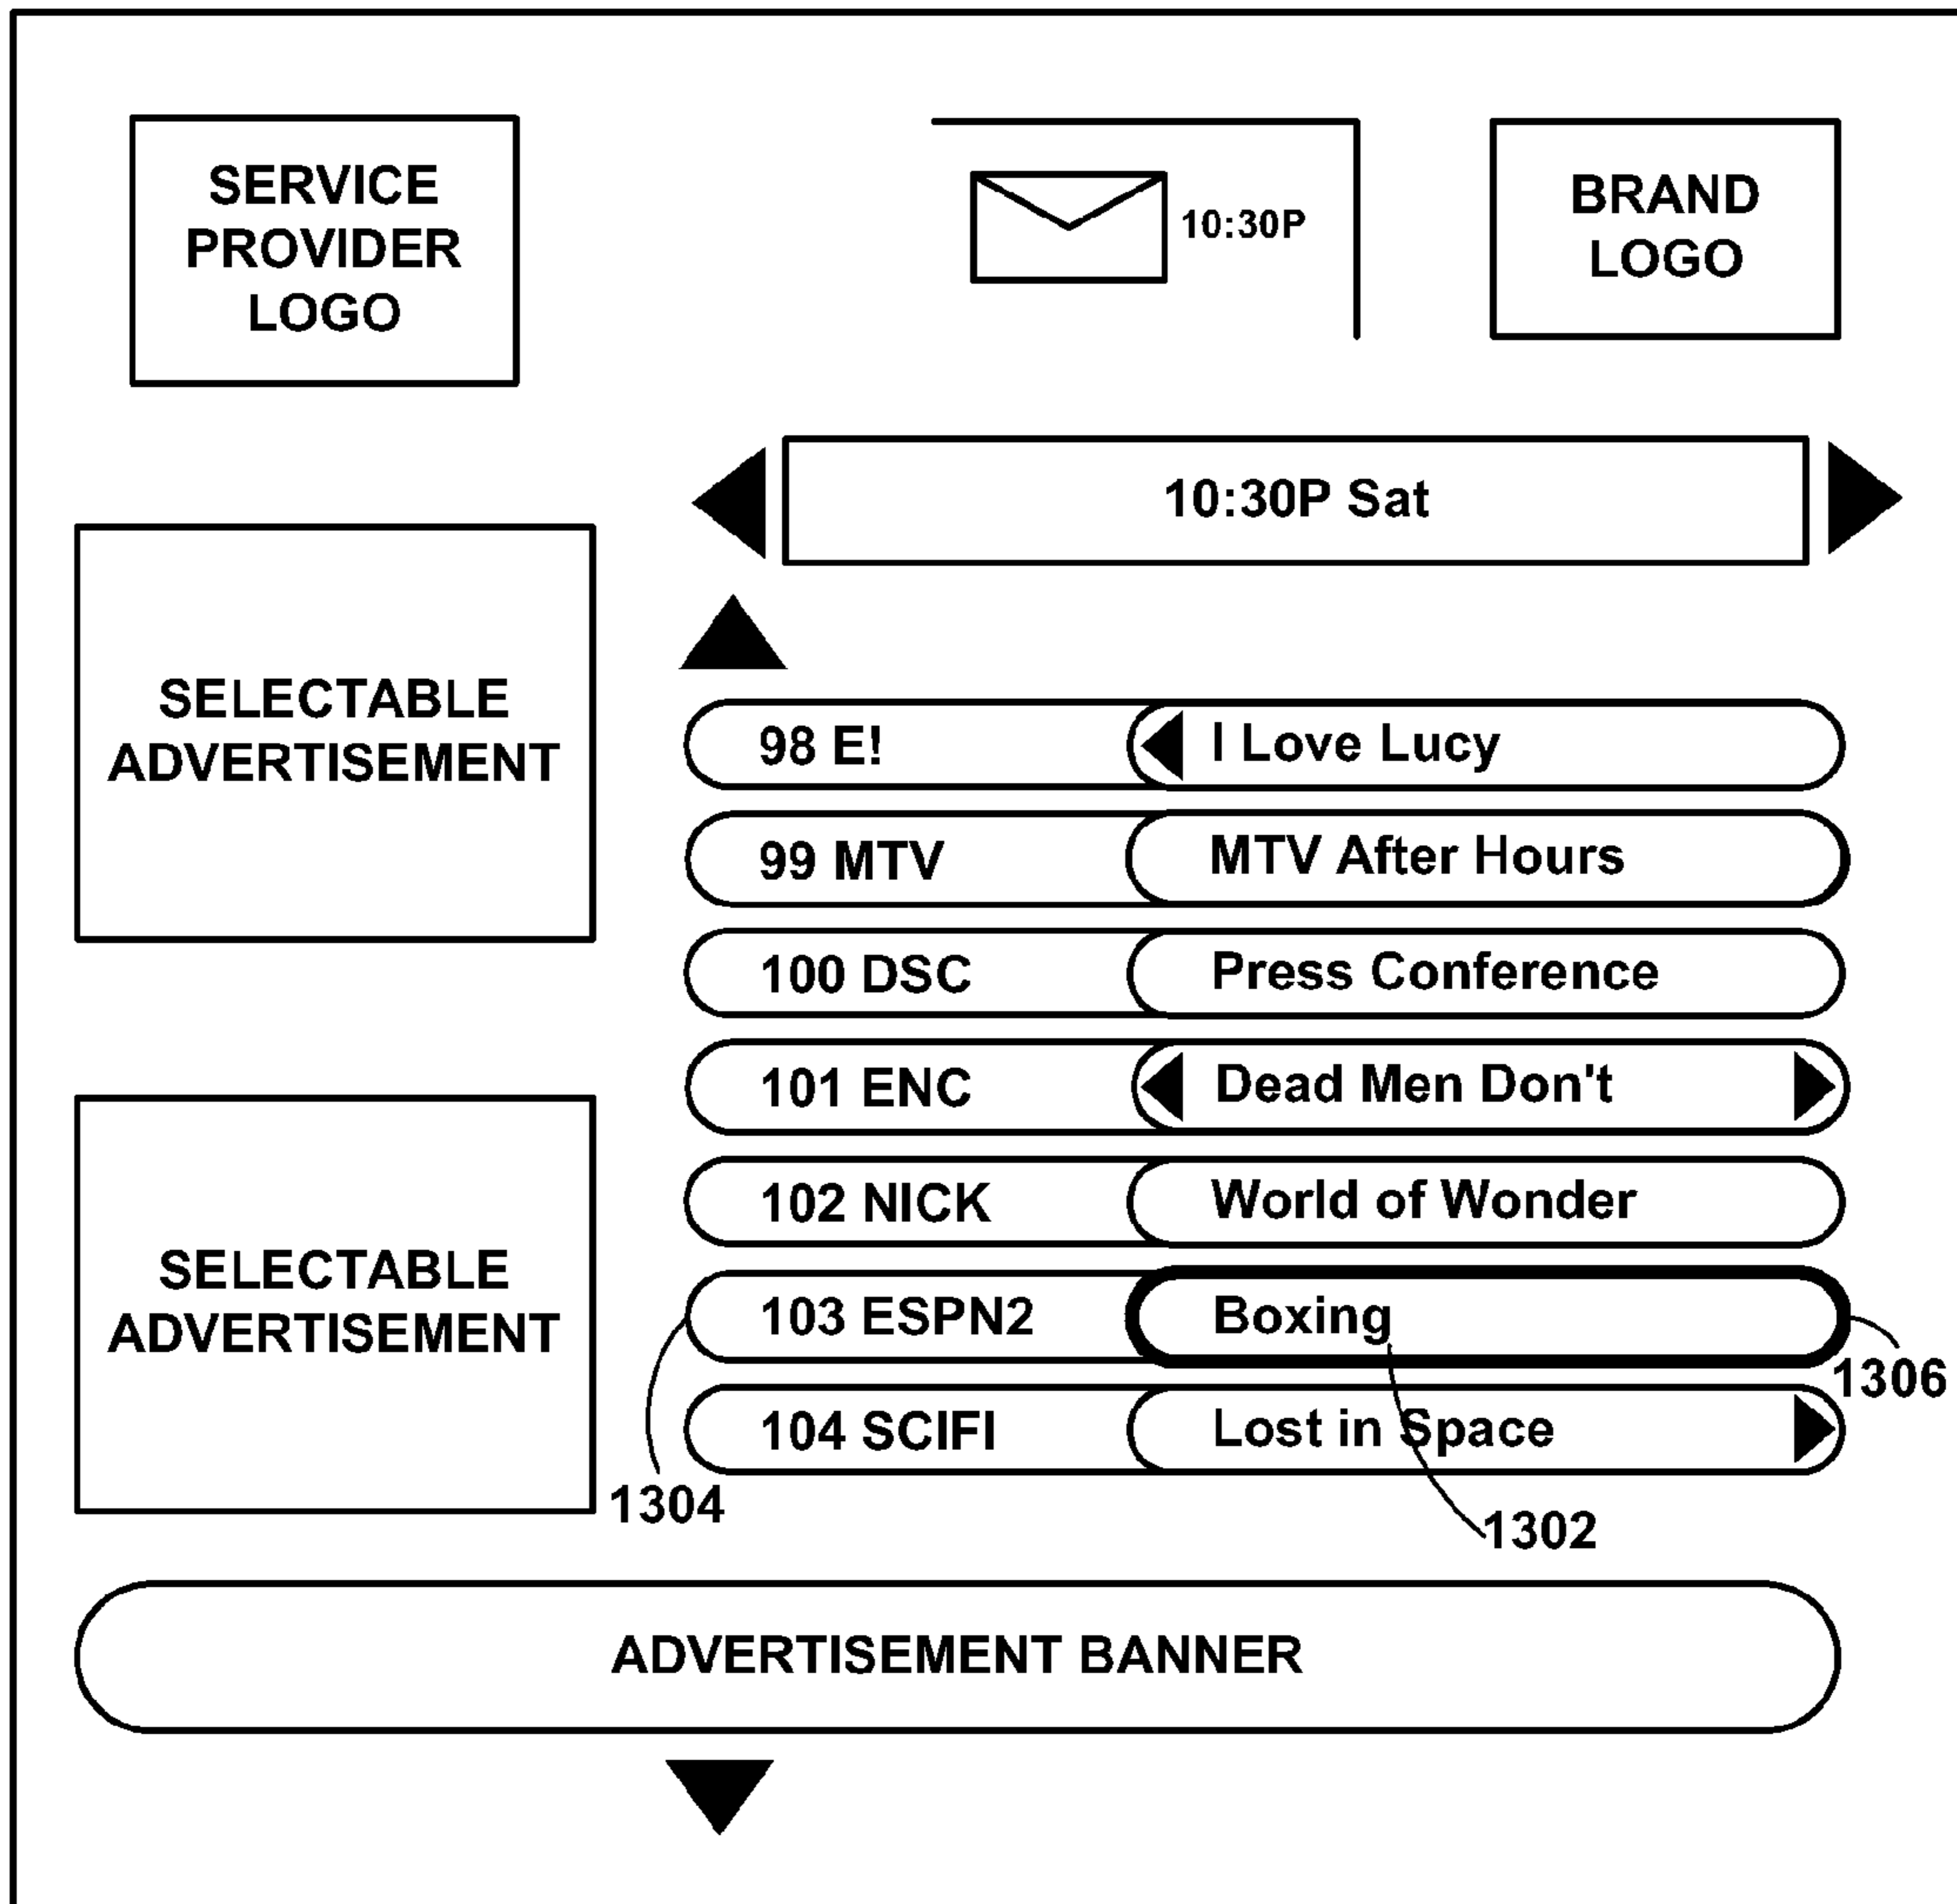 SERVICE
PROVIDER
LOGO
10:30P
BRAND
LOGO
10:30P Sat
SELECTABLE
ADVERTISEMENT
98 E! I Love Lucy
99 MTV MTV After Hours
100 DSC Press Conference
101 ENC Dead Men Don't
102 NICK World of Wonder
103 ESPN2 Boxing
104 SCIFI Lost in Space
SELECTABLE
ADVERTISEMENT
1306
1304
1302
ADVERTISEMENT BANNER